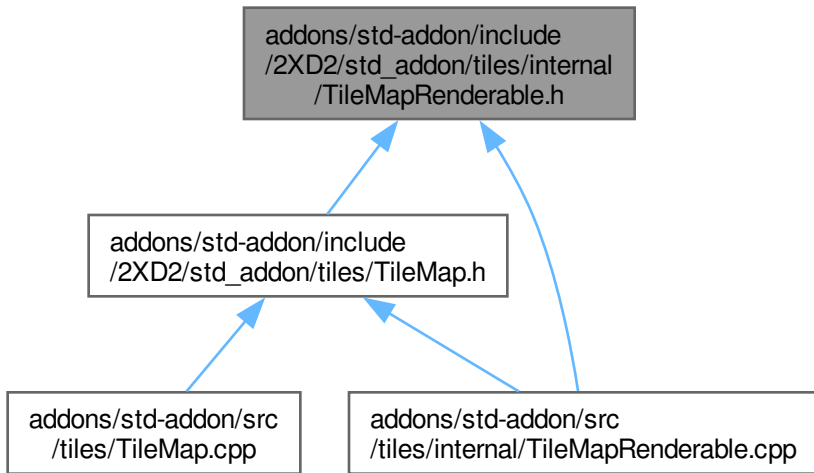 addons/std-addon/include
/2XD2/std_addon/tiles/internal
/TileMapRenderable.h
addons/std-addon/include
/2XD2/std_addon/tiles/TileMap.h
addons/std-addon/src
/tiles/TileMap.cpp
addons/std-addon/src
/tiles/internal/TileMapRenderable.cpp